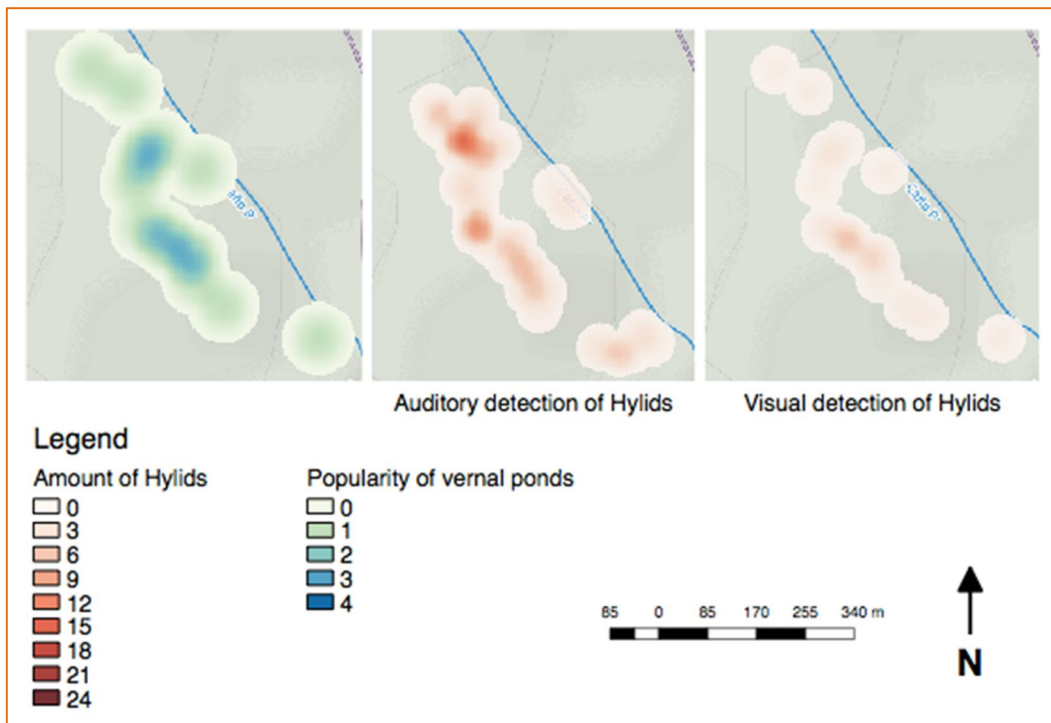 Auditory detection of Hylids
Visual detection of Hylids
Legend
Amount of Hylids
0
3
6
9
12
15
18
21
24
Popularity of vernal ponds
0
1
2
3
4
85 0 85 170 255 340 m
N